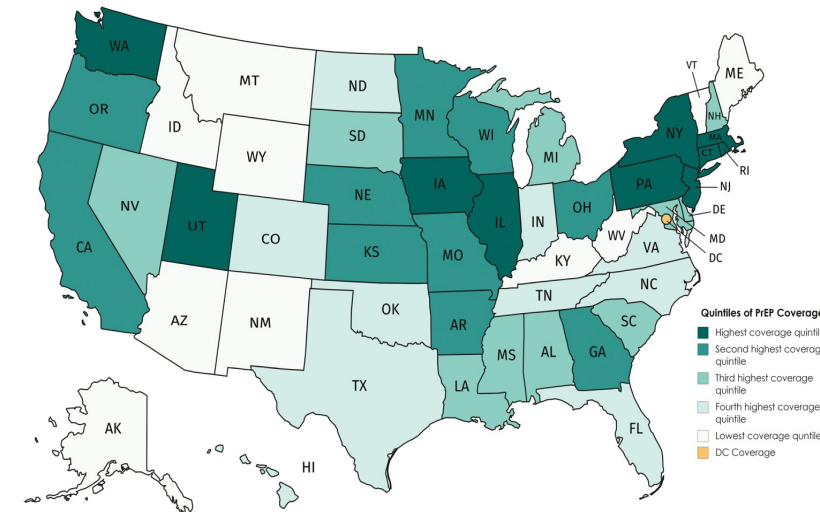 WA
MT
ND
MN
VT
ME
OR
ID
SD
WI
MI
NY
NH
MA
CT
RI
WY
NE
IA
PA
NJ
NV
UT
CO
KS
MO
IL
IN
OH
DE
MD
DC
WV
VA
KY
CA
AZ
NM
OK
AR
TN
NC
SC
MS
AL
GA
TX
LA
FL
AK
HI
Quintiles of PrEP Coverage
Highest coverage quintile
Second highest coverag
quintile
Third highest coverage
quintile
Fourth highest coverage
quintile
Lowest coverage quntile
DC Coverage